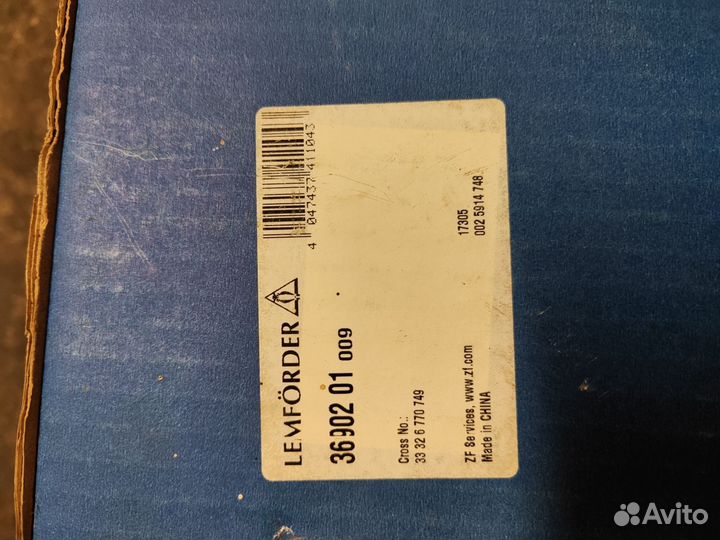 4 047437 411043
LEMFÖRDER
36902 01 009
Cross No.:
33 32 6 770 749
17305
002 5914 748
ZF Services, www.zf.com
Made in CHINA
Avito